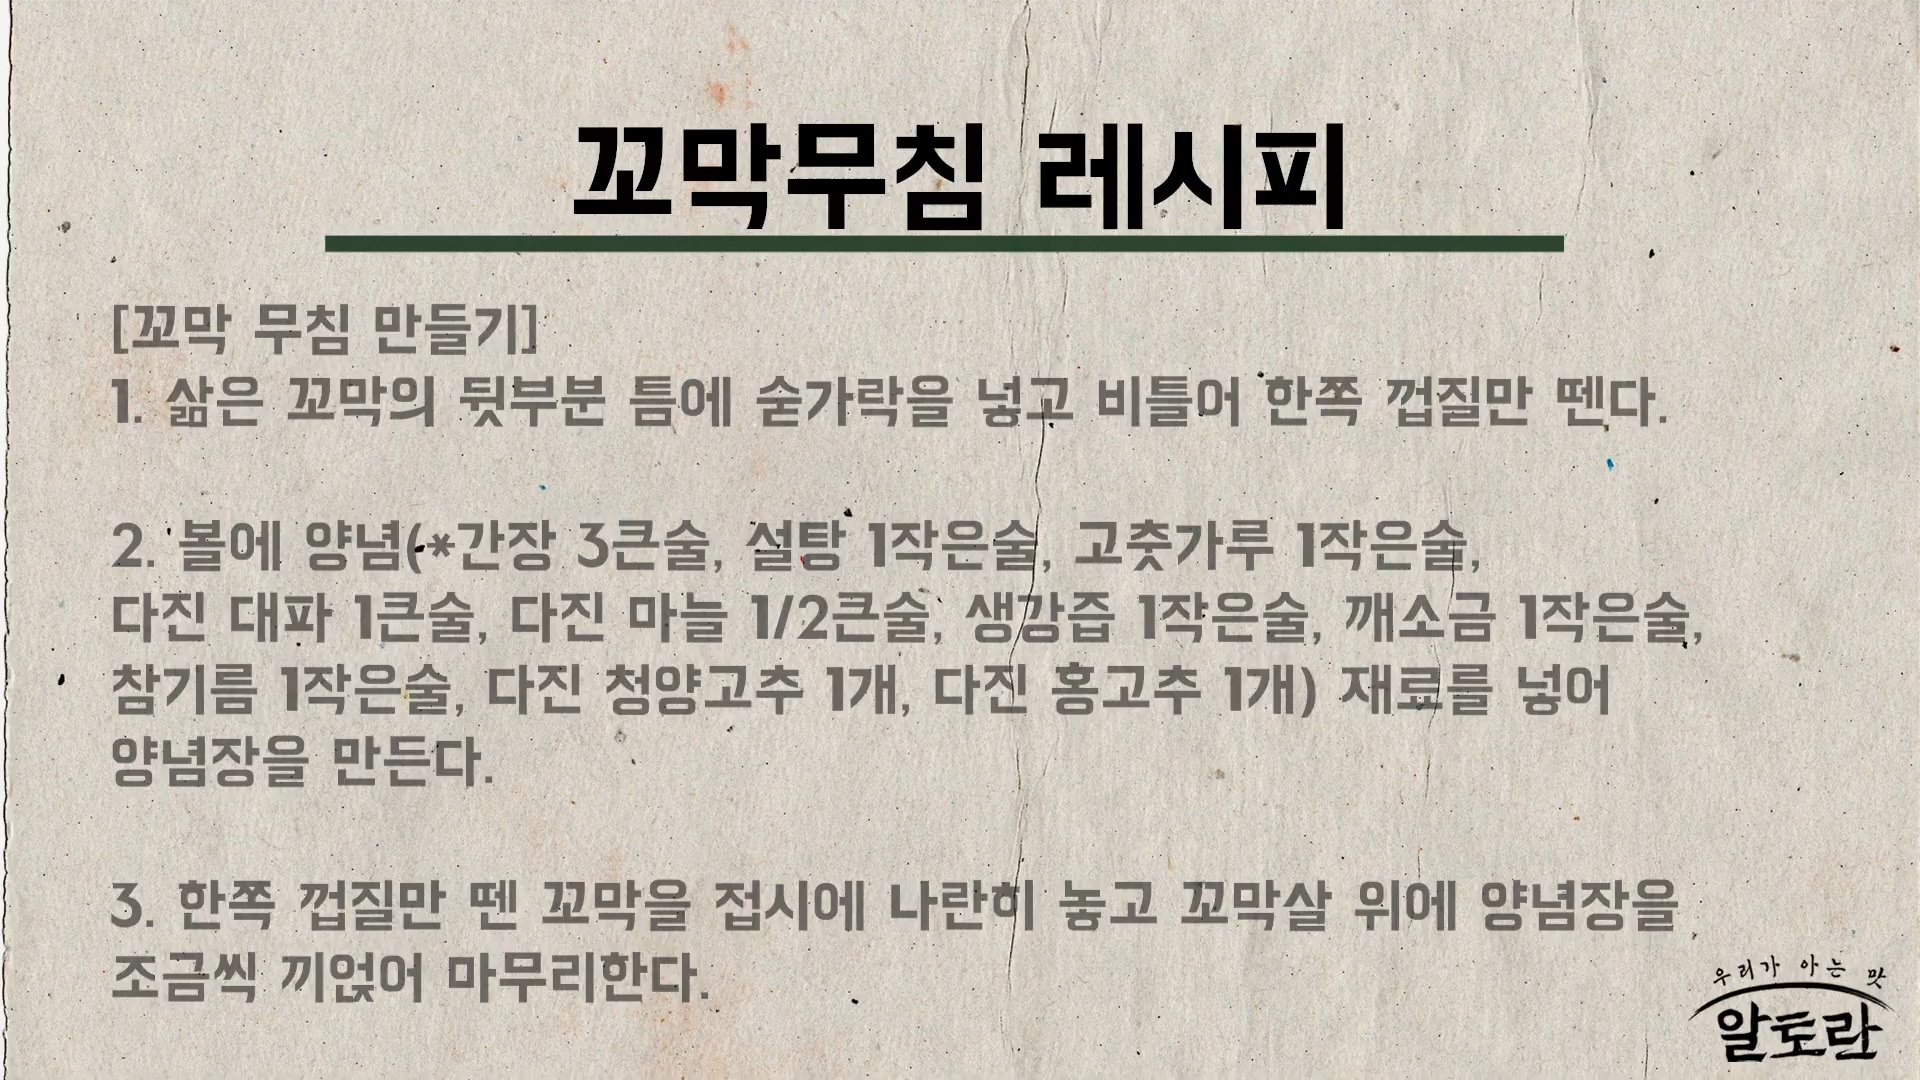 꼬막무침 레시피
[꼬막 무침 만들기]
1. 삶은 꼬막의 뒷부분 틈에 숟가락을 넣고 비틀어 한쪽 껍질만 뗀다.
2. 볼에 양념(*간장 3큰술, 설탕 1작은술, 고춧가루 1작은술,
다진 대파 1큰술, 다진 마늘 1/2큰술, 생강즙 1작은술, 깨소금 1작은술,
참기름 1작은술, 다진 청양고추 1개, 다진 홍고추 1개) 재료를 넣어
양념장을 만든다.
3. 한쪽 껍질만 뗀 꼬막을 접시에 나란히 놓고 꼬막살 위에 양념장을
조금씩 끼얹어 마무리한다.
우리가 아는 맛
알토란